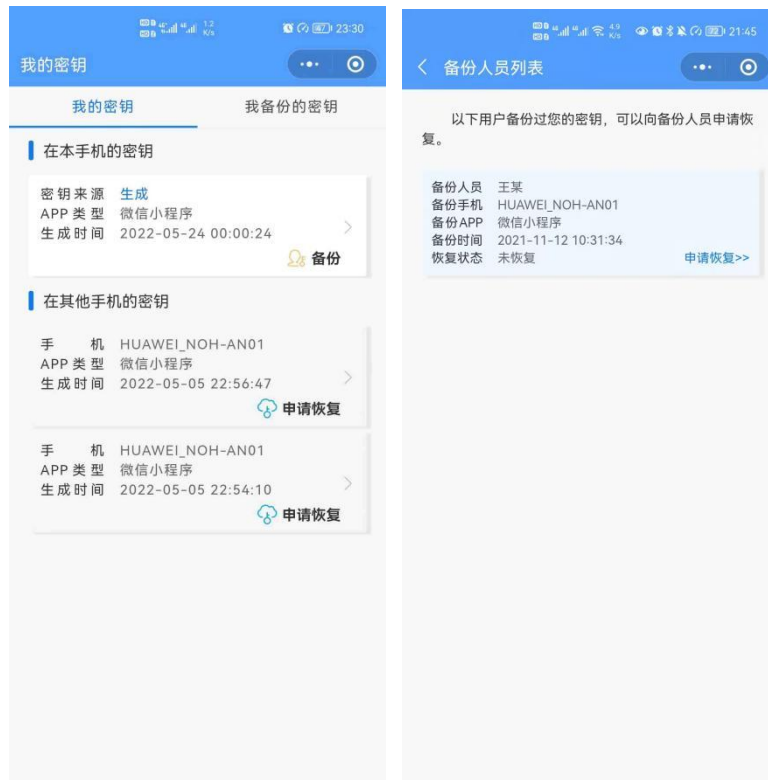 1.2
K/s
23:30
我的密钥
我的密钥
我备份的密钥
在本手机的密钥
密钥来源 生成
APP 类型 微信小程序
生成时间 2022-05-24 00:00:24
备份
在其他手机的密钥
手 机 HUAWEI_NOH-AN01
APP 类型 微信小程序
生成时间 2022-05-05 22:56:47
申请恢复
手 机 HUAWEI_NOH-AN01
APP 类型 微信小程序
生成时间 2022-05-05 22:54:10
申请恢复
4.9
K/s
21:45
备份人员列表
以下用户备份过您的密钥，可以向备份人员申请恢
复。
备份人员 王某
备份手机 HUAWEI_NOH-AN01
备份APP 微信小程序
备份时间 2021-11-12 10:31:34
恢复状态 未恢复 申请恢复>>